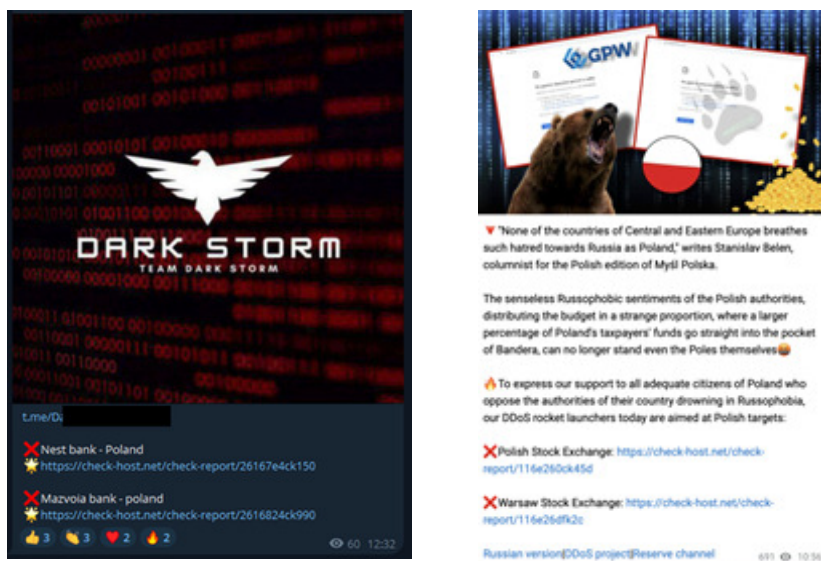 DARK STORM
TEAM DARK STORM
t.me/Da
❌Nest bank - Poland
🌟https://check-host.net/check-report/26167e4ck150
❌Mazvoia bank - poland
🌟https://check-host.net/check-report/2616824ck990
👍3 👏3 ❤️2 🔥2
60 12:32
GPW
🔻"None of the countries of Central and Eastern Europe breathes
such hatred towards Russia as Poland," writes Stanislav Belen,
columnist for the Polish edition of Myśl Polska.
The senseless Russophobic sentiments of the Polish authorities,
distributing the budget in a strange proportion, where a larger
percentage of Poland's taxpayers' funds go straight into the pocket
of Bandera, can no longer stand even the Poles themselves🤬
🔥To express our support to all adequate citizens of Poland who
oppose the authorities of their country drowning in Russophobia,
our DDoS rocket launchers today are aimed at Polish targets:
❌Polish Stock Exchange: https://check-host.net/check-
report/116e260ck45d
❌Warsaw Stock Exchange: https://check-host.net/check-
report/116e26dfk2c
Russian version|DDoS project|Reserve channel
691 10:56